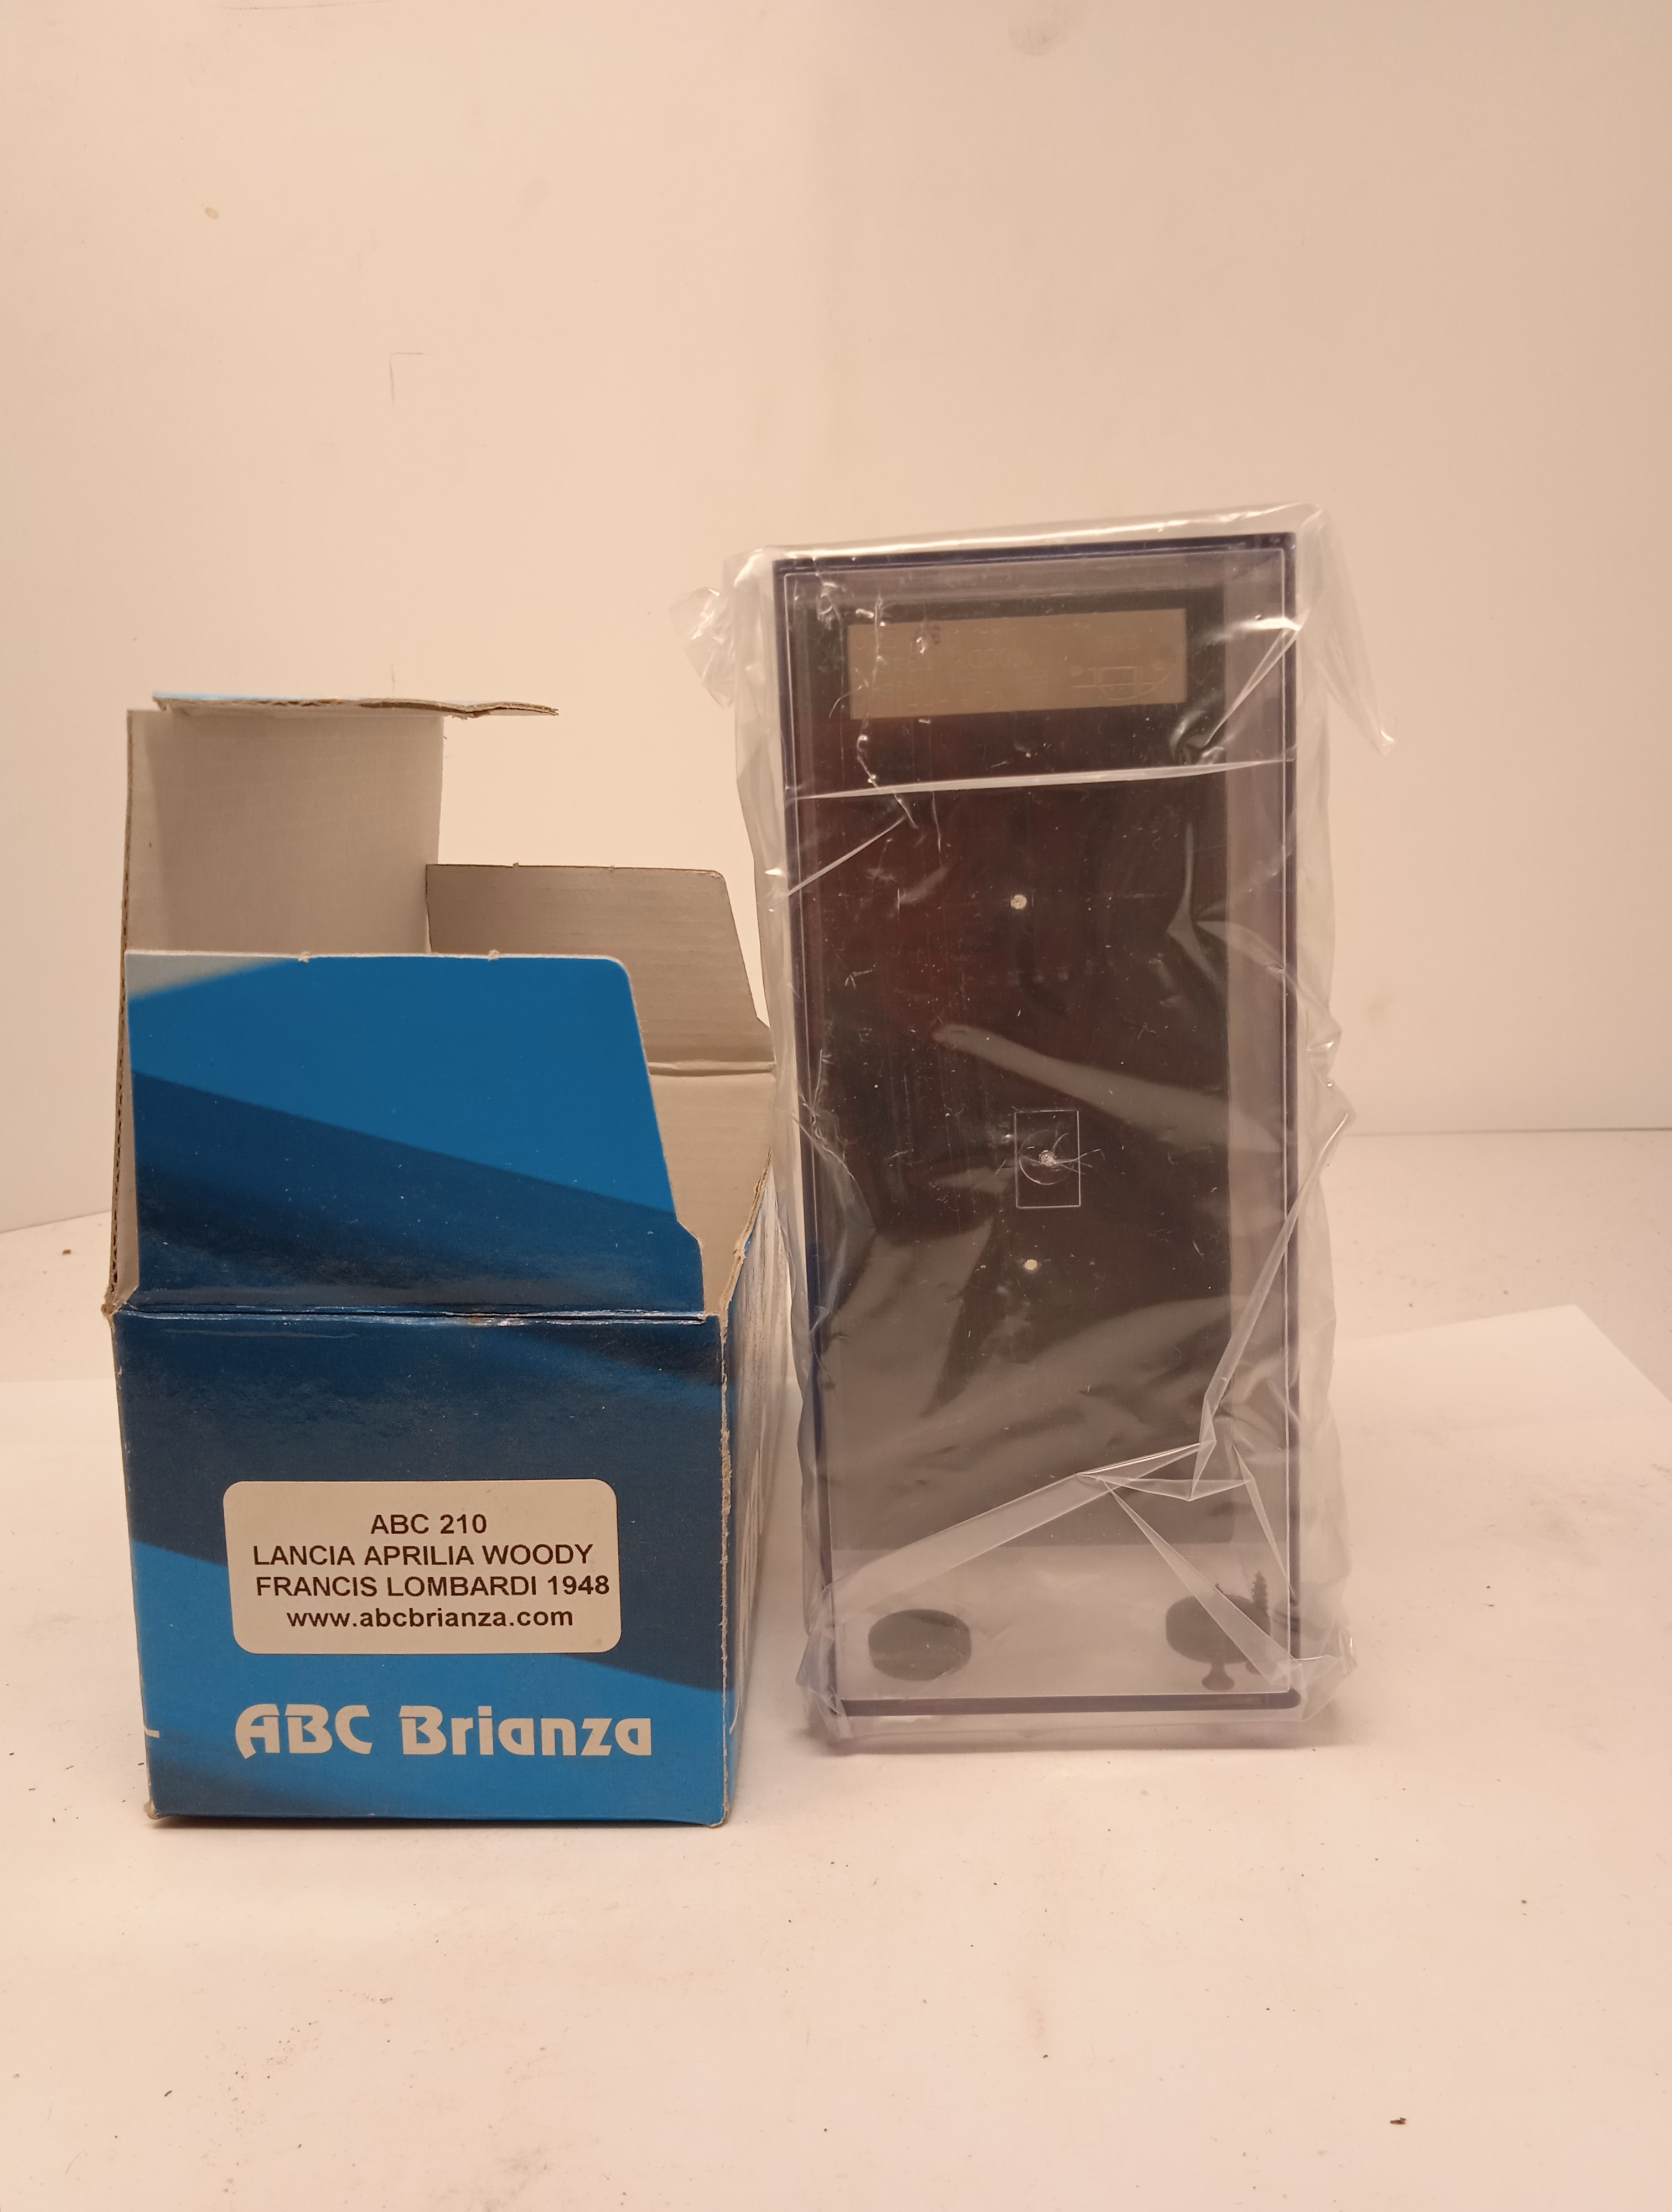 ABC 210
LANCIA APRILIA WOODY
FRANCIS LOMBARDI 1948
www.abcbrianza.com
ABC Brianza